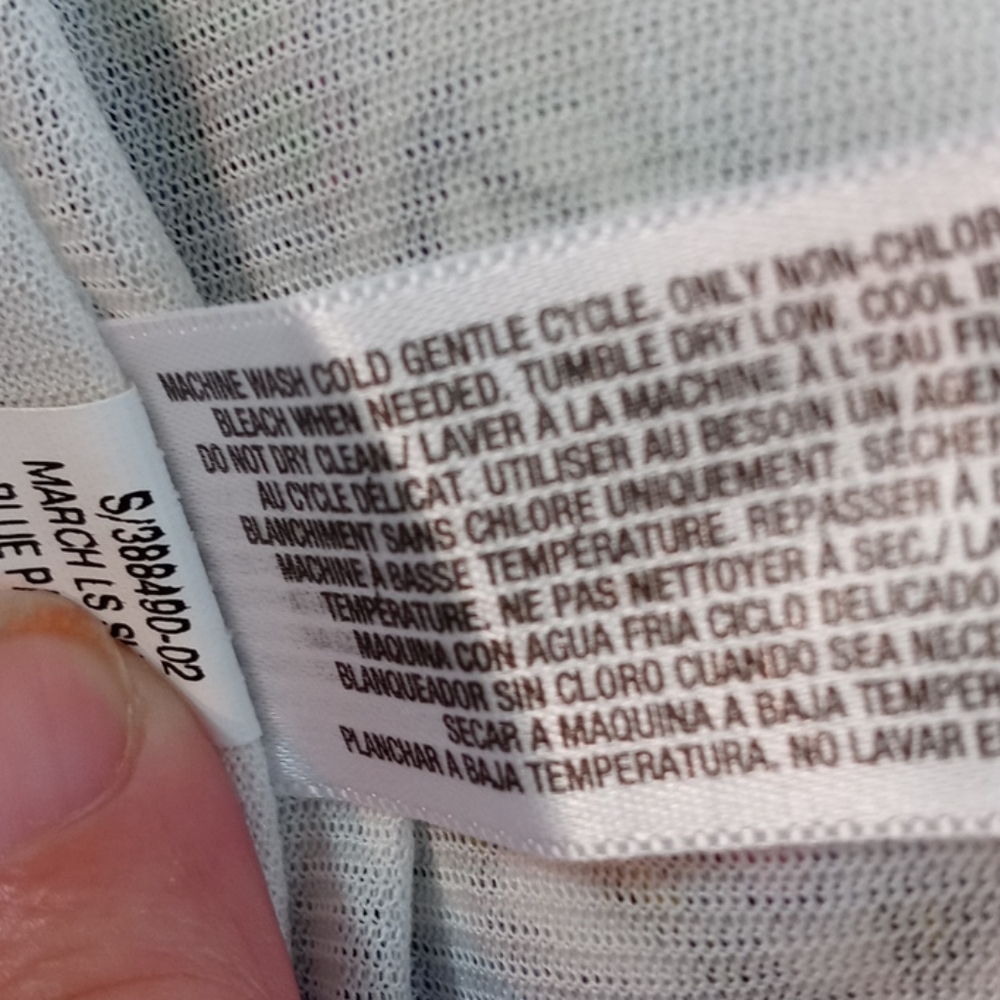 MACHINE WASH COLD GENTLE CYCLE. ONLY NON-CHLOR
BLEACH WHEN NEEDED. TUMBLE DRY LOW. COOL
DO NOT DRY CLEAN./ LAVER À LA MACHINE À L'EAU FR
AU CYCLE DÉLICAT. UTILISER AU BESOIN UN AGEN
BLANCHIMENT SANS CHLORE UNIQUEMENT. SÉCHER
MACHINE À BASSE TEMPÉRATURE. REPASSER À
TEMPÉRATURE. NE PAS NETTOYER À SEC./ LA
MAQUINA CON AGUA FRIA CICLO DELICADO
BLANQUEADOR SIN CLORO CUANDO SEA NECE
SECAR A MAQUINA A BAJA TEMPER
PLANCHAR A BAJA TEMPERATURA. NO LAVAR E
S/388490-02
MARCH LS
BLUE